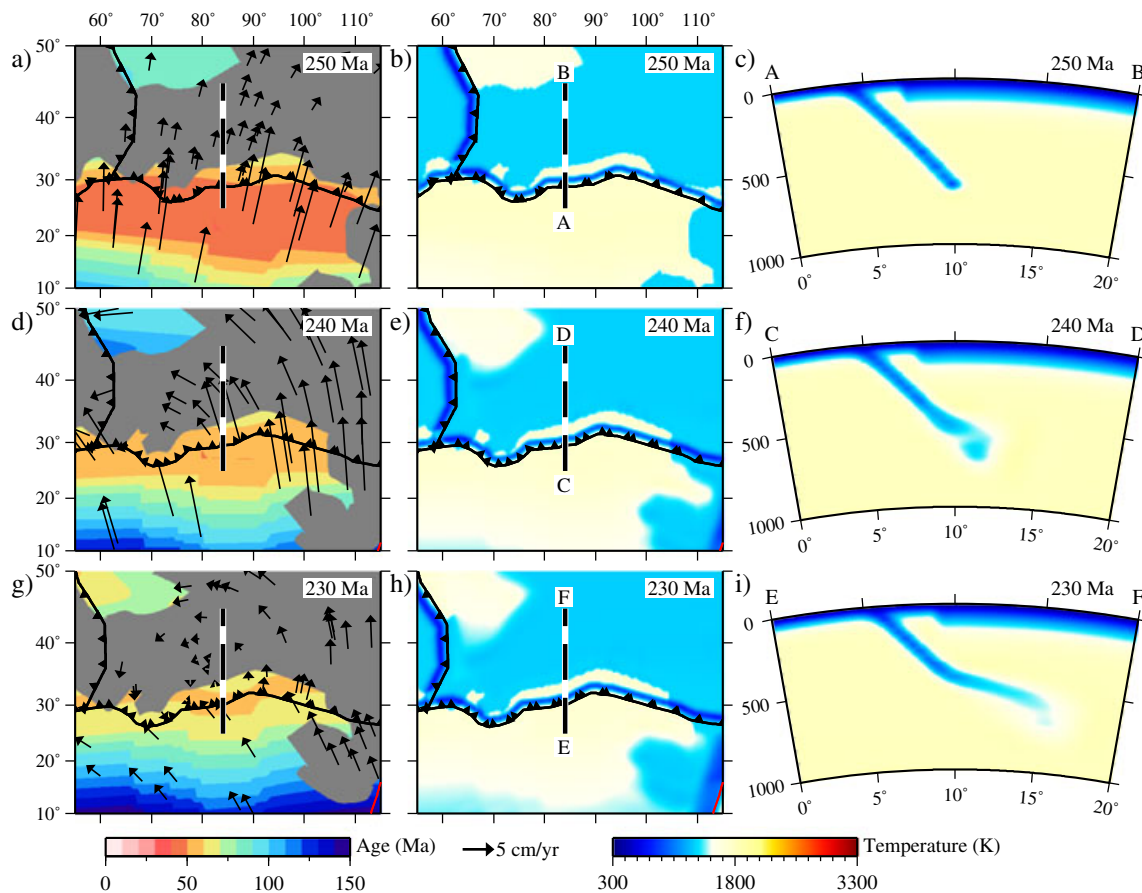 60° 70° 80° 90° 100° 110° 60° 70° 80° 90° 100° 110°
a) 50° 250 Ma b) B 250 Ma c) A 250 Ma B
40° 0
30° 500
20° A 1000
10° 0° 5° 10° 15° 20°
d) 50° 240 Ma e) D 240 Ma f) C 240 Ma D
40° 0
30° 500
20° C 1000
10° 0° 5° 10° 15° 20°
g) 50° 230 Ma h) F 230 Ma i) E 230 Ma F
40° 0
30° 500
20° E 1000
10° 0° 5° 10° 15° 20°
Age (Ma) 5 cm/yr Temperature (K)
0 50 100 150 300 1800 3300